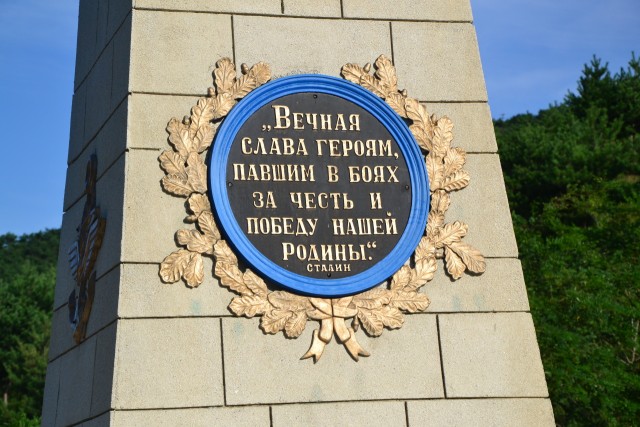 „Вечная
слава героям,
павшим в боях
за честь и
победу нашей
Родины“.
Сталин